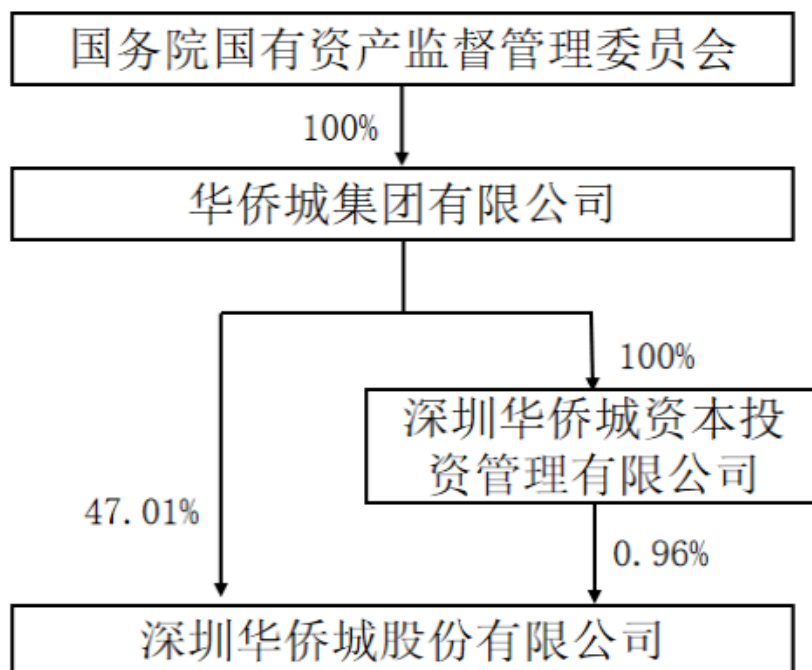 国务院国有资产监督管理委员会
100%
华侨城集团有限公司
100%
深圳华侨城资本投
资管理有限公司
47.01%
0.96%
深圳华侨城股份有限公司